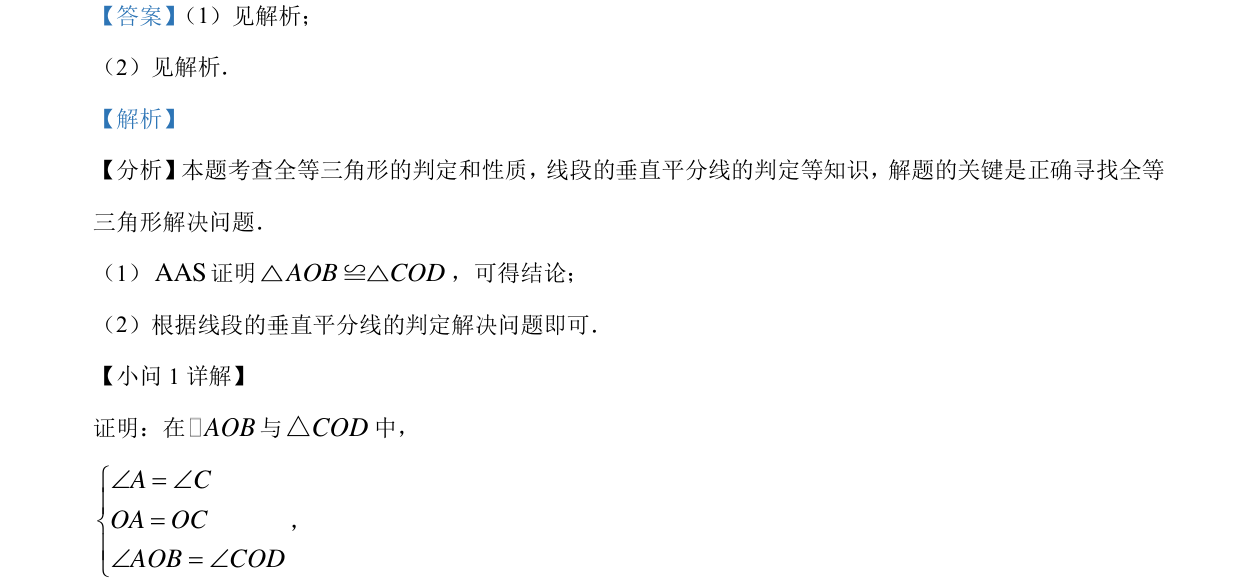 【答案】（1）见解析；
（2）见解析．
【解析】
【分析】本题考查全等三角形的判定和性质，线段的垂直平分线的判定等知识，解题的关键是正确寻找全等
三角形解决问题．
（1）AAS证明△AOB≌△COD，可得结论；
（2）根据线段的垂直平分线的判定解决问题即可．
【小问 1 详解】
证明：在□AOB与△COD中，
∠A = ∠C
OA = OC ，
∠AOB = ∠COD